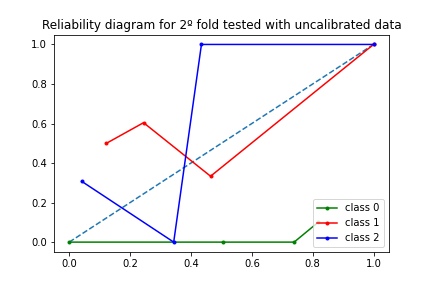 Reliability diagram for 2º fold tested with uncalibrated data
1.0
0.8
0.6
0.4
0.2
0.0
class 0
class 1
class 2
0.0 0.2 0.4 0.6 0.8 1.0